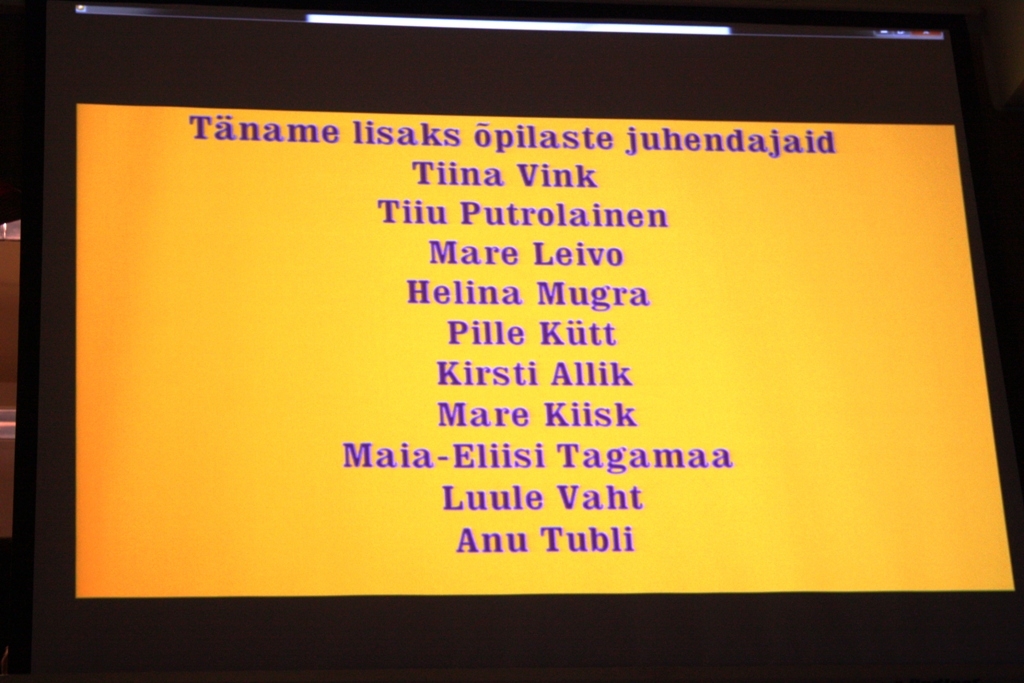 Täname lisaks õpilaste juhendajaid
Tiina Vink
Tiiu Putrolainen
Mare Leivo
Helina Mugra
Pille Kütt
Kirsti Allik
Mare Kiisk
Maia-Eliisi Tagamaa
Luule Vaht
Anu Tubli